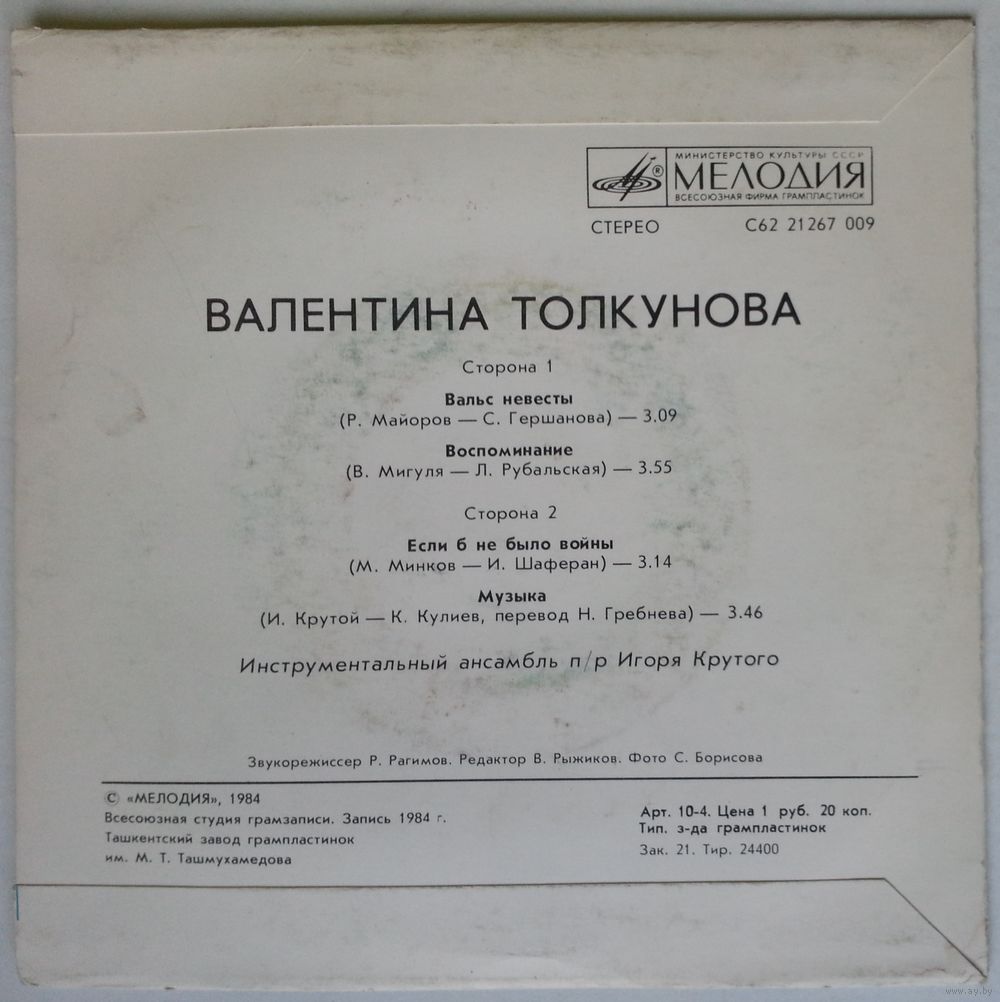 МИНИСТЕРСТВО КУЛЬТУРЫ СССР
МЕЛОДИЯ
ВСЕСОЮЗНАЯ ФИРМА ГРАМПЛАСТИНОК
®
СТЕРЕО С62 21267 009
ВАЛЕНТИНА ТОЛКУНОВА
Сторона 1
Вальс невесты
(Р. Майоров — С. Гершанова) — 3.09
Воспоминание
(В. Мигуля — Л. Рубальская) — 3.55
Сторона 2
Если б не было войны
(М. Минков — И. Шаферан) — 3.14
Музыка
(И. Крутой — К. Кулиев, перевод Н. Гребнева) — 3.46
Инструментальный ансамбль п/р Игоря Крутого
Звукорежиссер Р. Рагимов. Редактор В. Рыжиков. Фото С. Борисова
© «МЕЛОДИЯ», 1984
Всесоюзная студия грамзаписи. Запись 1984 г.
Ташкентский завод грампластинок
им. М. Т. Ташмухамедова
Арт. 10-4. Цена 1 руб. 20 коп.
Тип. з-да грампластинок
Зак. 21. Тир. 24400
www.ay.by